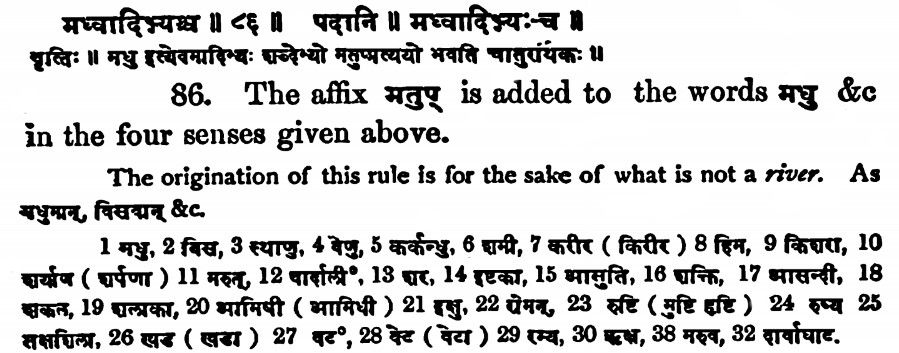 मध्वादिभ्यश्च ॥ ८६ ॥ पदानि ॥ मध्वादिभ्यः-च ॥
वृत्तिः ॥ मधु इत्येवमादिभ्यः शब्देभ्यो मतुप्प्रत्ययो भवति चातुरर्थिकः ॥
86. The affix मतुप् is added to the words मधु &c
in the four senses given above.
The origination of this rule is for the sake of what is not a river. As
मधुमान्, विसवान् &c.
1 मधु, 2 बिस, 3 स्थाणु, 4 वेणु, 5 कर्कन्धु, 6 शमी, 7 करीर ( किरीर ) 8 हिम, 9 किशरा, 10
शर्याण ( शर्पणा ) 11 मरुत्, 12 वार्दाली°, 13 शर, 14 इष्टका, 15 आसुति, 16 शक्ति, 17 आसन्दी, 18
शकल, 19 शलाका, 20 आमिषी ( आमिधी ) 21 इक्षु, 22 रोमन्, 23 रुष्टि ( मुष्टि हृष्टि ) 24 रुष्य 25
तक्षशिला, 26 खड ( खडा ) 27 वट°, 28 वेट ( वेटा ) 29 रम्य, 30 ऋक्ष, 38 मरुव, 32 दार्वाघाट.